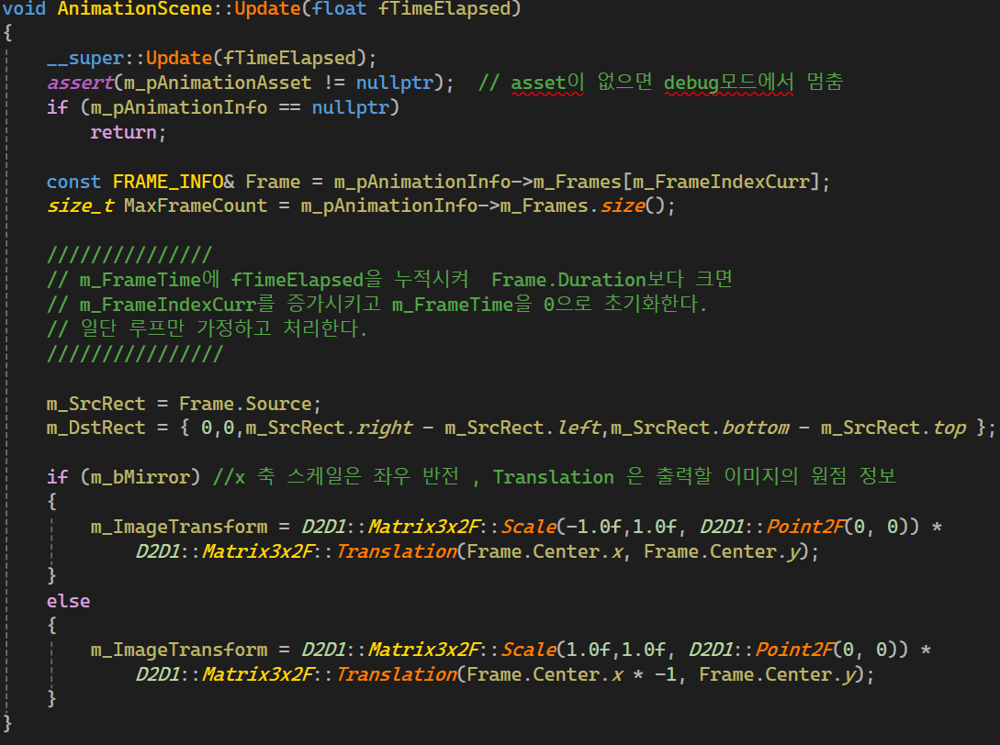 void AnimationScene::Update(float fTimeElapsed)
{
__super::Update(fTimeElapsed);
assert(m_pAnimationAsset != nullptr);  // asset이 없으면 debug모드에서 멈춤
if (m_pAnimationInfo == nullptr)
return;
const FRAME_INFO& Frame = m_pAnimationInfo->m_Frames[m_FrameIndexCurr];
size_t MaxFrameCount = m_pAnimationInfo->m_Frames.size();
///////////////
// m_FrameTime에 fTimeElapsed을 누적시켜  Frame.Duration보다 크면
// m_FrameIndexCurr를 증가시키고 m_FrameTime을 0으로 초기화한다.
// 일단 루프만 가정하고 처리한다.
////////////////
m_SrcRect = Frame.Source;
m_DstRect = { 0,0,m_SrcRect.right - m_SrcRect.left,m_SrcRect.bottom - m_SrcRect.top };
if (m_bMirror) //x 축 스케일은 좌우 반전 , Translation 은 출력할 이미지의 원점 정보
{
m_ImageTransform = D2D1::Matrix3x2F::Scale(-1.0f,1.0f, D2D1::Point2F(0, 0)) *
D2D1::Matrix3x2F::Translation(Frame.Center.x, Frame.Center.y);
}
else
{
m_ImageTransform = D2D1::Matrix3x2F::Scale(1.0f,1.0f, D2D1::Point2F(0, 0)) *
D2D1::Matrix3x2F::Translation(Frame.Center.x * -1, Frame.Center.y);
}
}